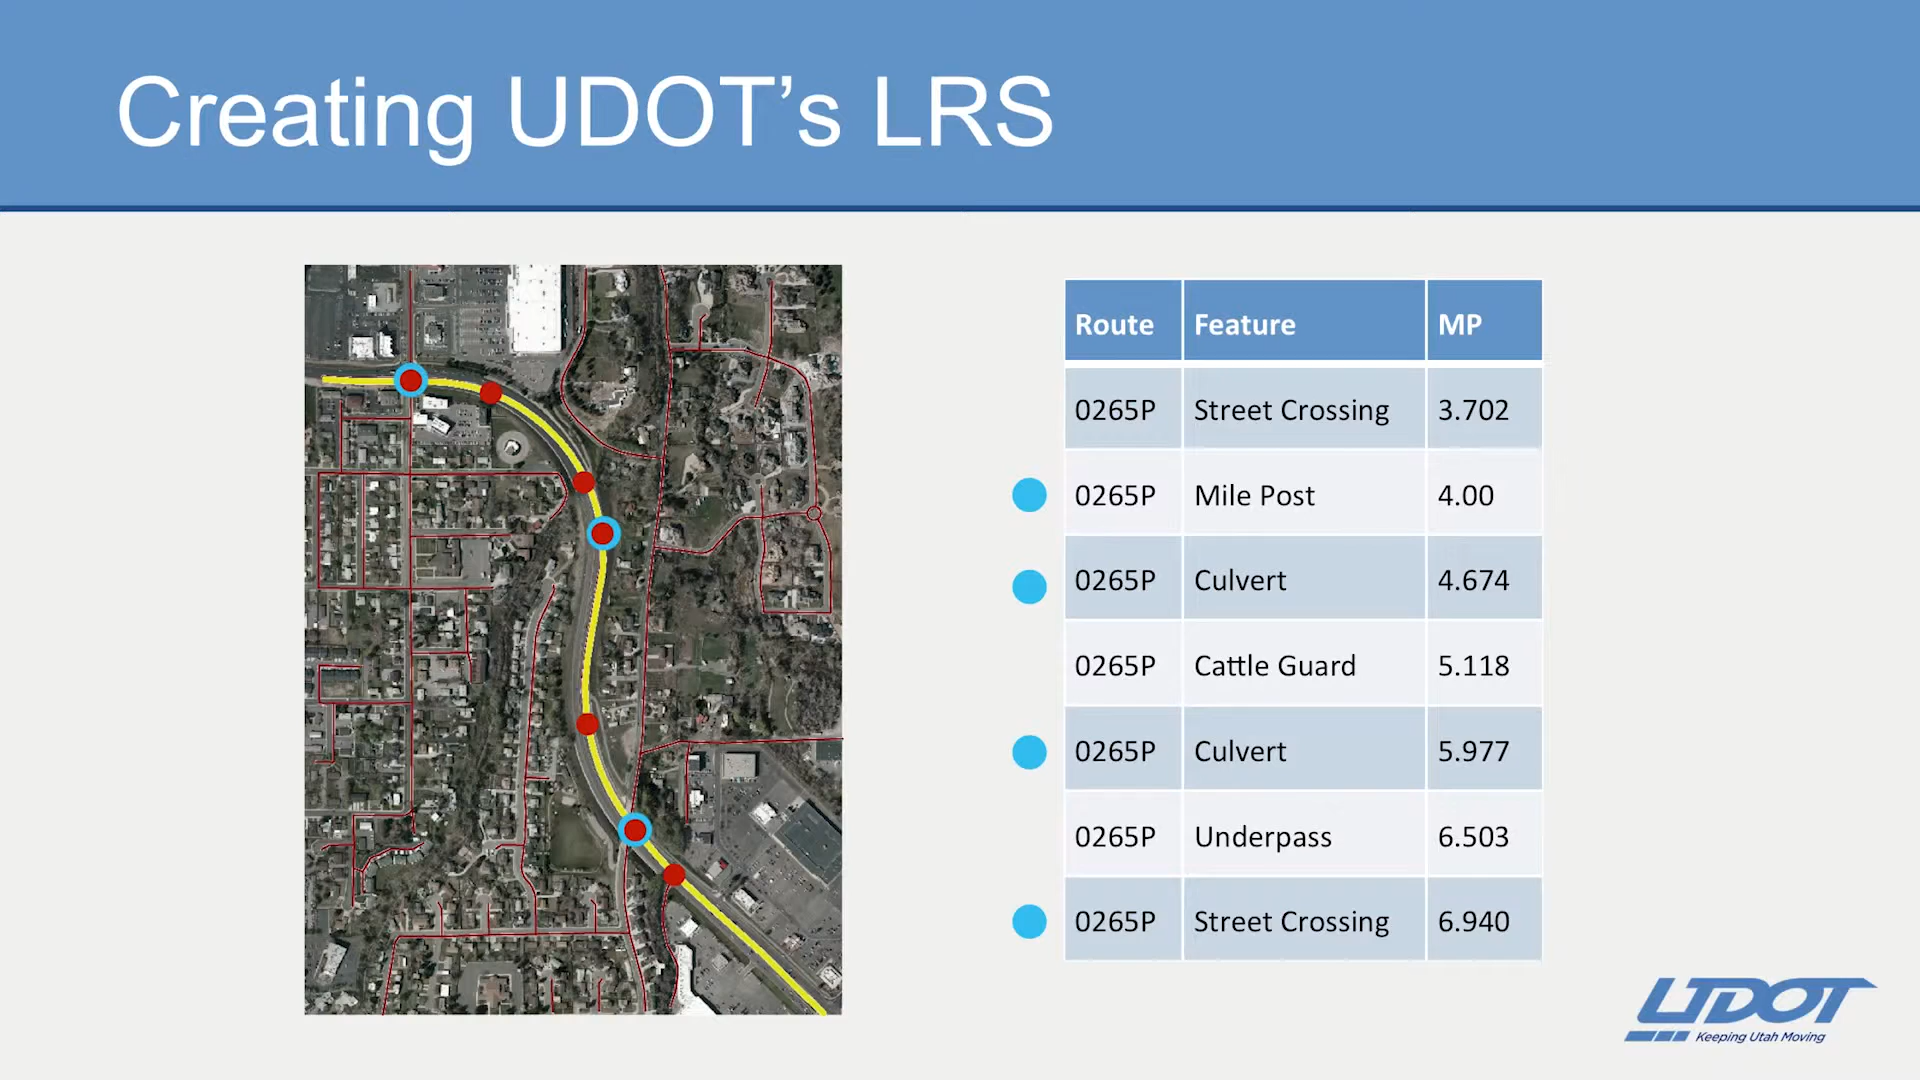 Creating UDOT’s LRS
Route Feature MP
0265P Street Crossing 3.702
0265P Mile Post 4.00
0265P Culvert 4.674
0265P Cattle Guard 5.118
0265P Culvert 5.977
0265P Underpass 6.503
0265P Street Crossing 6.940
UDOT
Keeping Utah Moving